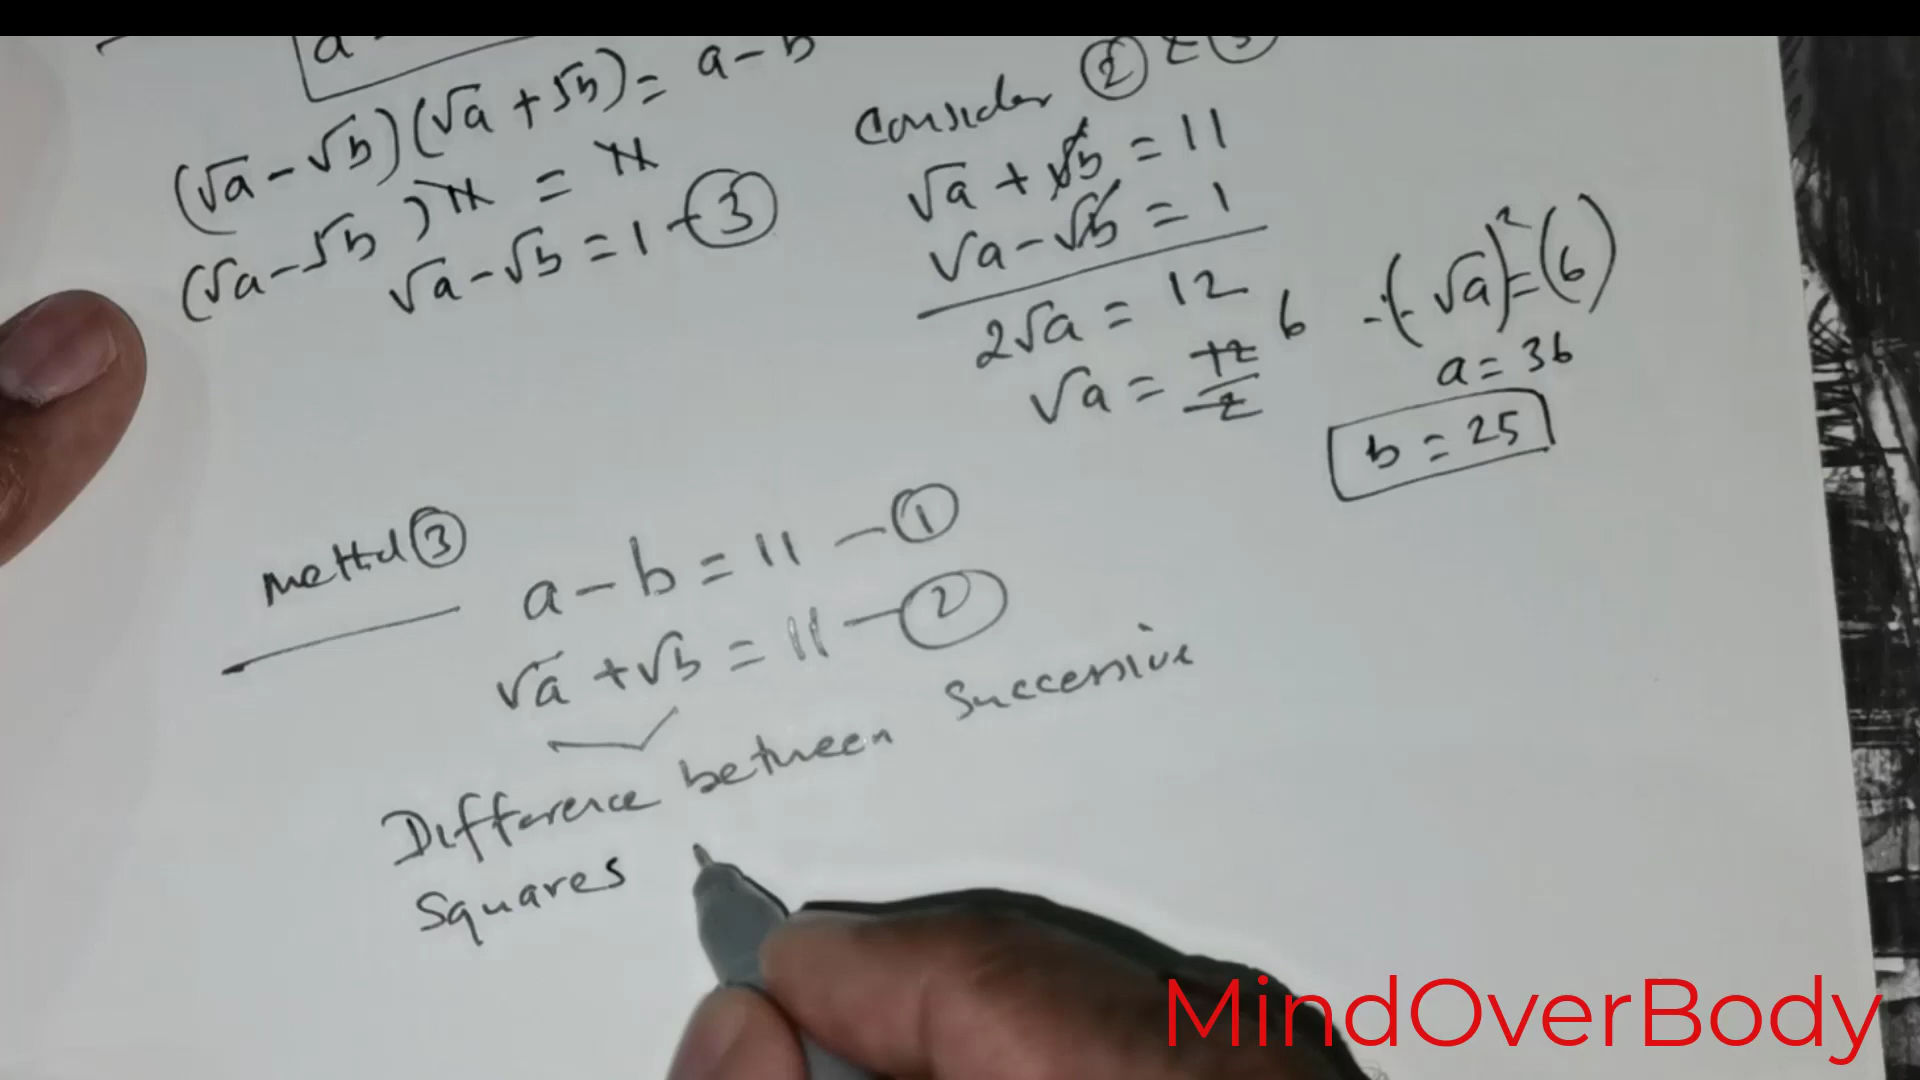 a -
(√a - √b)(√a + √b) = a - b
(√a - √b) 11 = 11
√a - √b = 1 - ③
Consider ② & ③
√a + √b = 11
√a - √b = 1
2√a = 12
√a = 12/2 6
∴ (√a)² = (6)
a = 36
b = 25
Method ③
a - b = 11 - ①
√a + √b = 11 - ②
Difference between Successive
Squares
MindOverBody